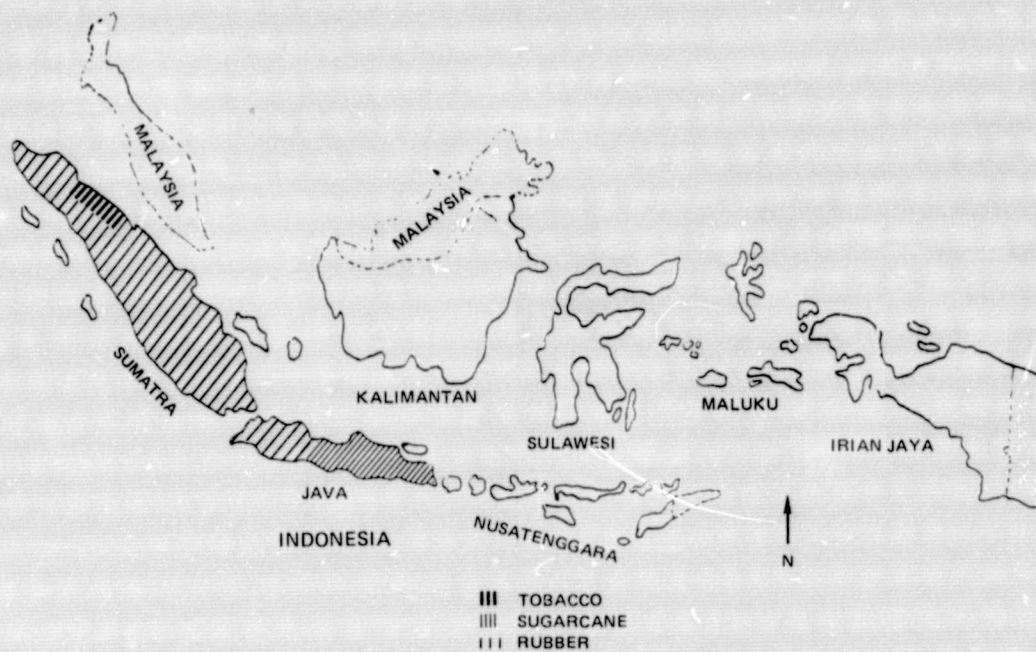 MALAYSIA
MALAYSIA
SUMATRA
KALIMANTAN
SULAWESI
MALUKU
IRIAN JAYA
JAVA
INDONESIA
NUSATENGGARA
N
TOBACCO
SUGARCANE
RUBBER